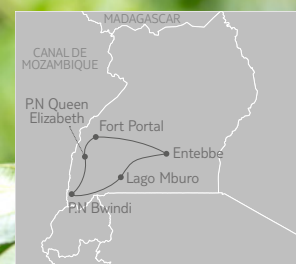 MADAGASCAR
CANAL DE
MOZAMBIQUE
P.N Queen
Elizabeth
Fort Portal
Entebbe
Lago Mburo
P.N Bwindi